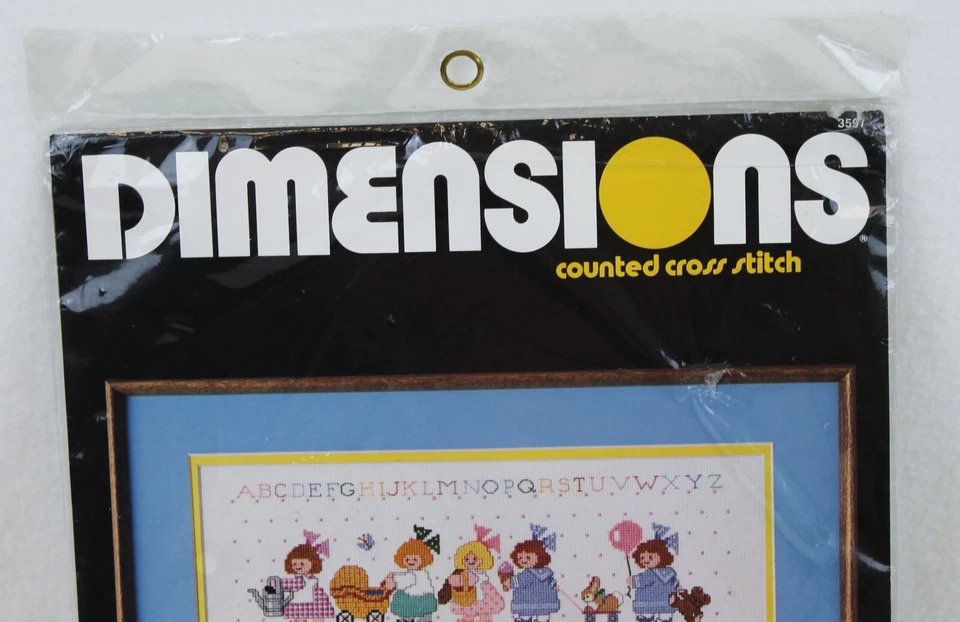 3597
DIMENSIONS®
counted cross stitch
ABCDEFGHIJKLMNOPQRSTUVWXYZ